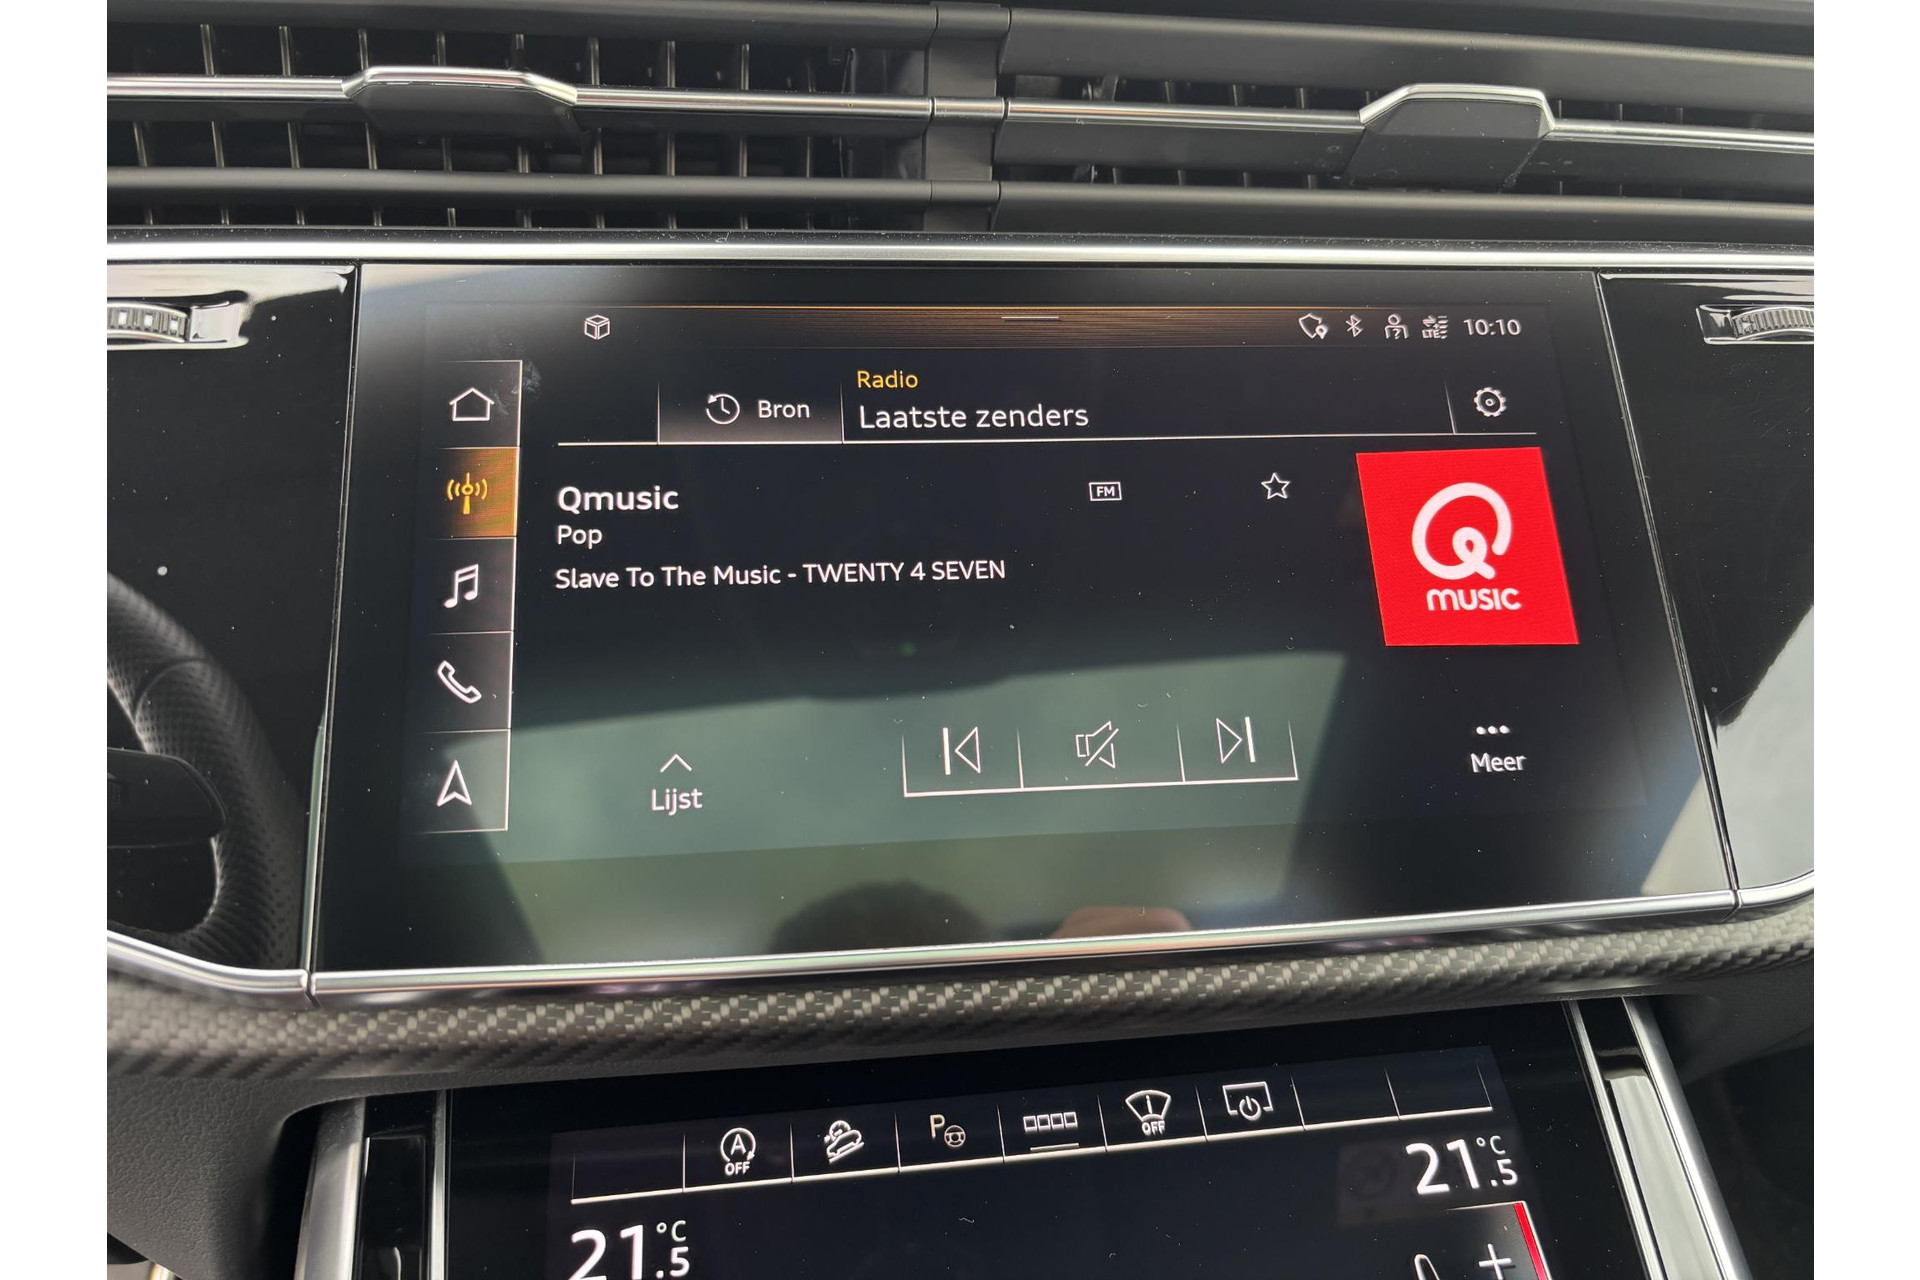 LTE 10:10
Radio
Bron Laatste zenders
Qmusic FM
Pop
Slave To The Music - TWENTY 4 SEVEN
Q
music
Lijst
Meer
A OFF
P
OFF
21.5 °C
21.5 °C